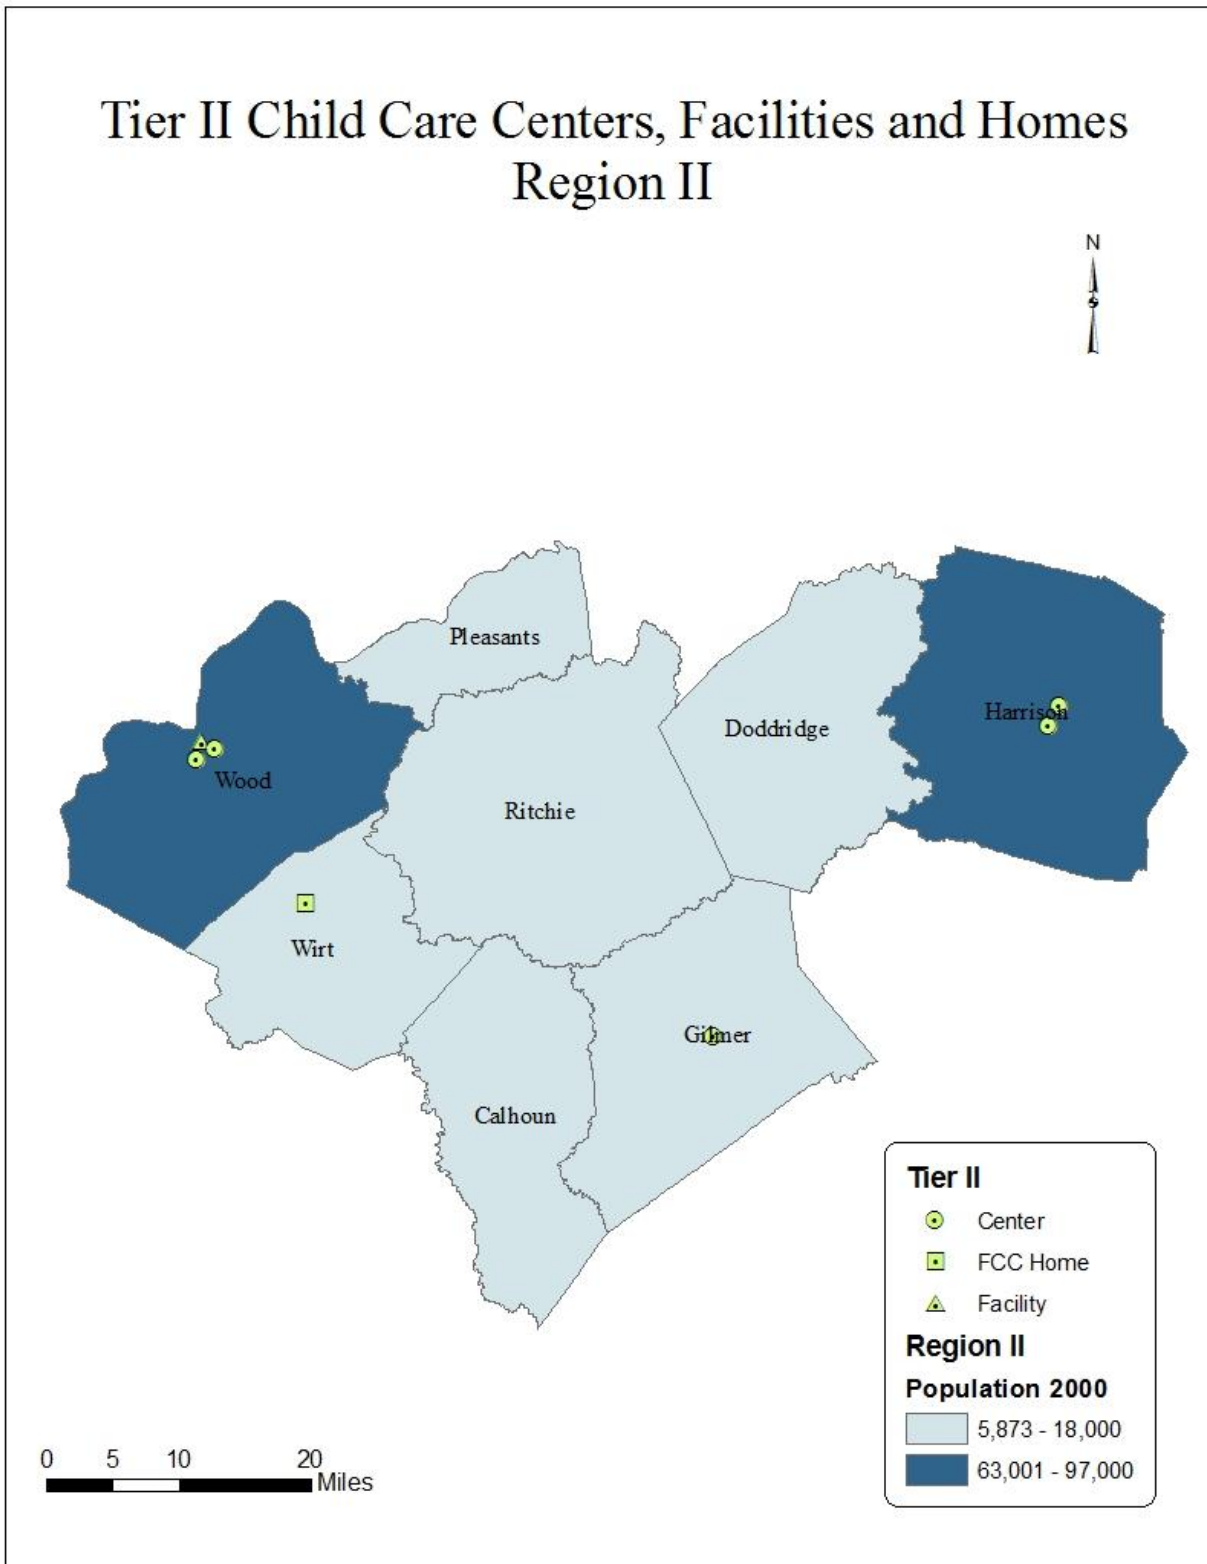 Tier II Child Care Centers, Facilities and Homes
Region II
N
Pleasants
Doddridge
Harrison
Wood
Ritchie
Wirt
Gilmer
Calhoun
Tier II
Center
FCC Home
Facility
Region II
Population 2000
5,873 - 18,000
63,001 - 97,000
0 5 10 20
Miles